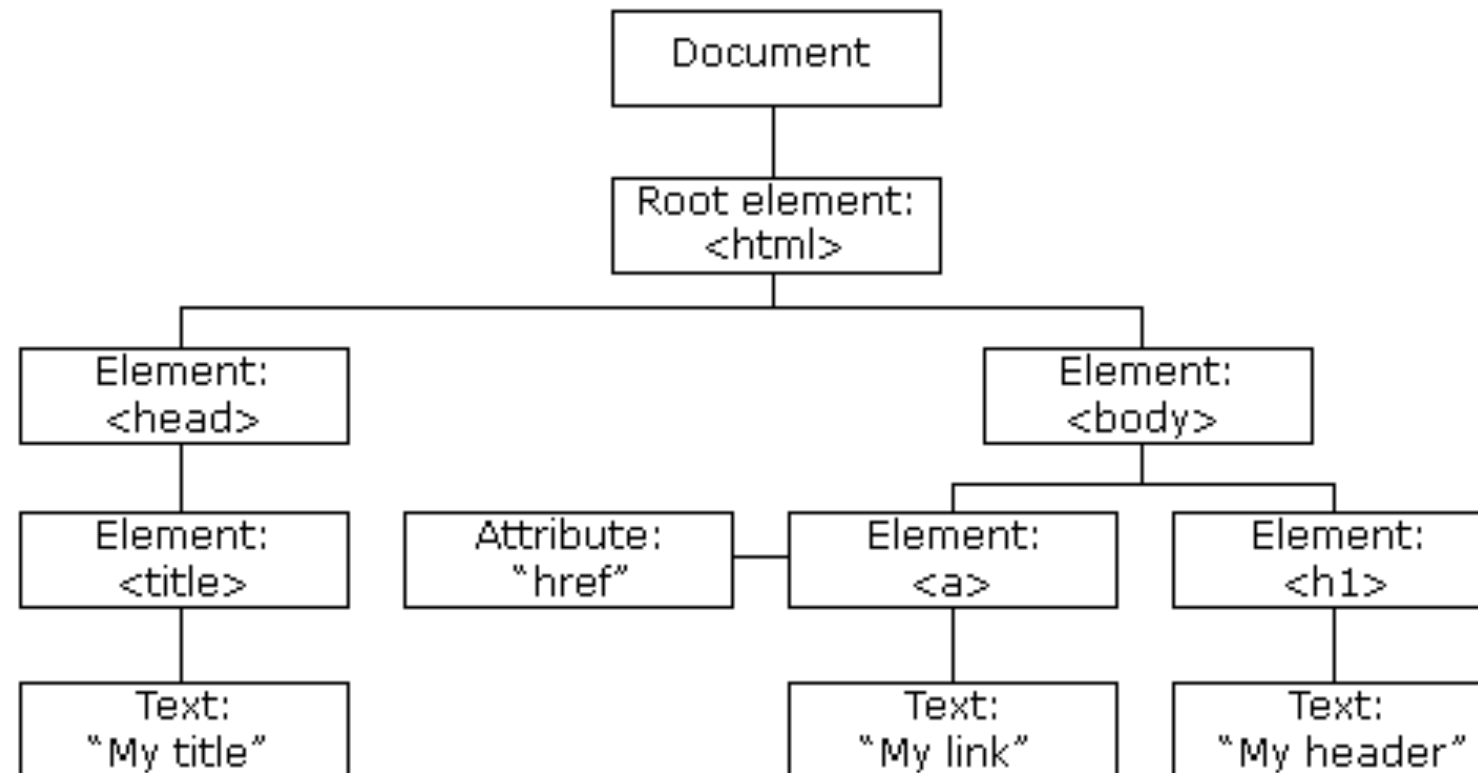 Document
Root element:
<html>
Element:
<head>
Element:
<body>
Element:
<title>
Attribute:
“href”
Element:
<a>
Element:
<h1>
Text:
“My title”
Text:
“My link”
Text:
“My header”